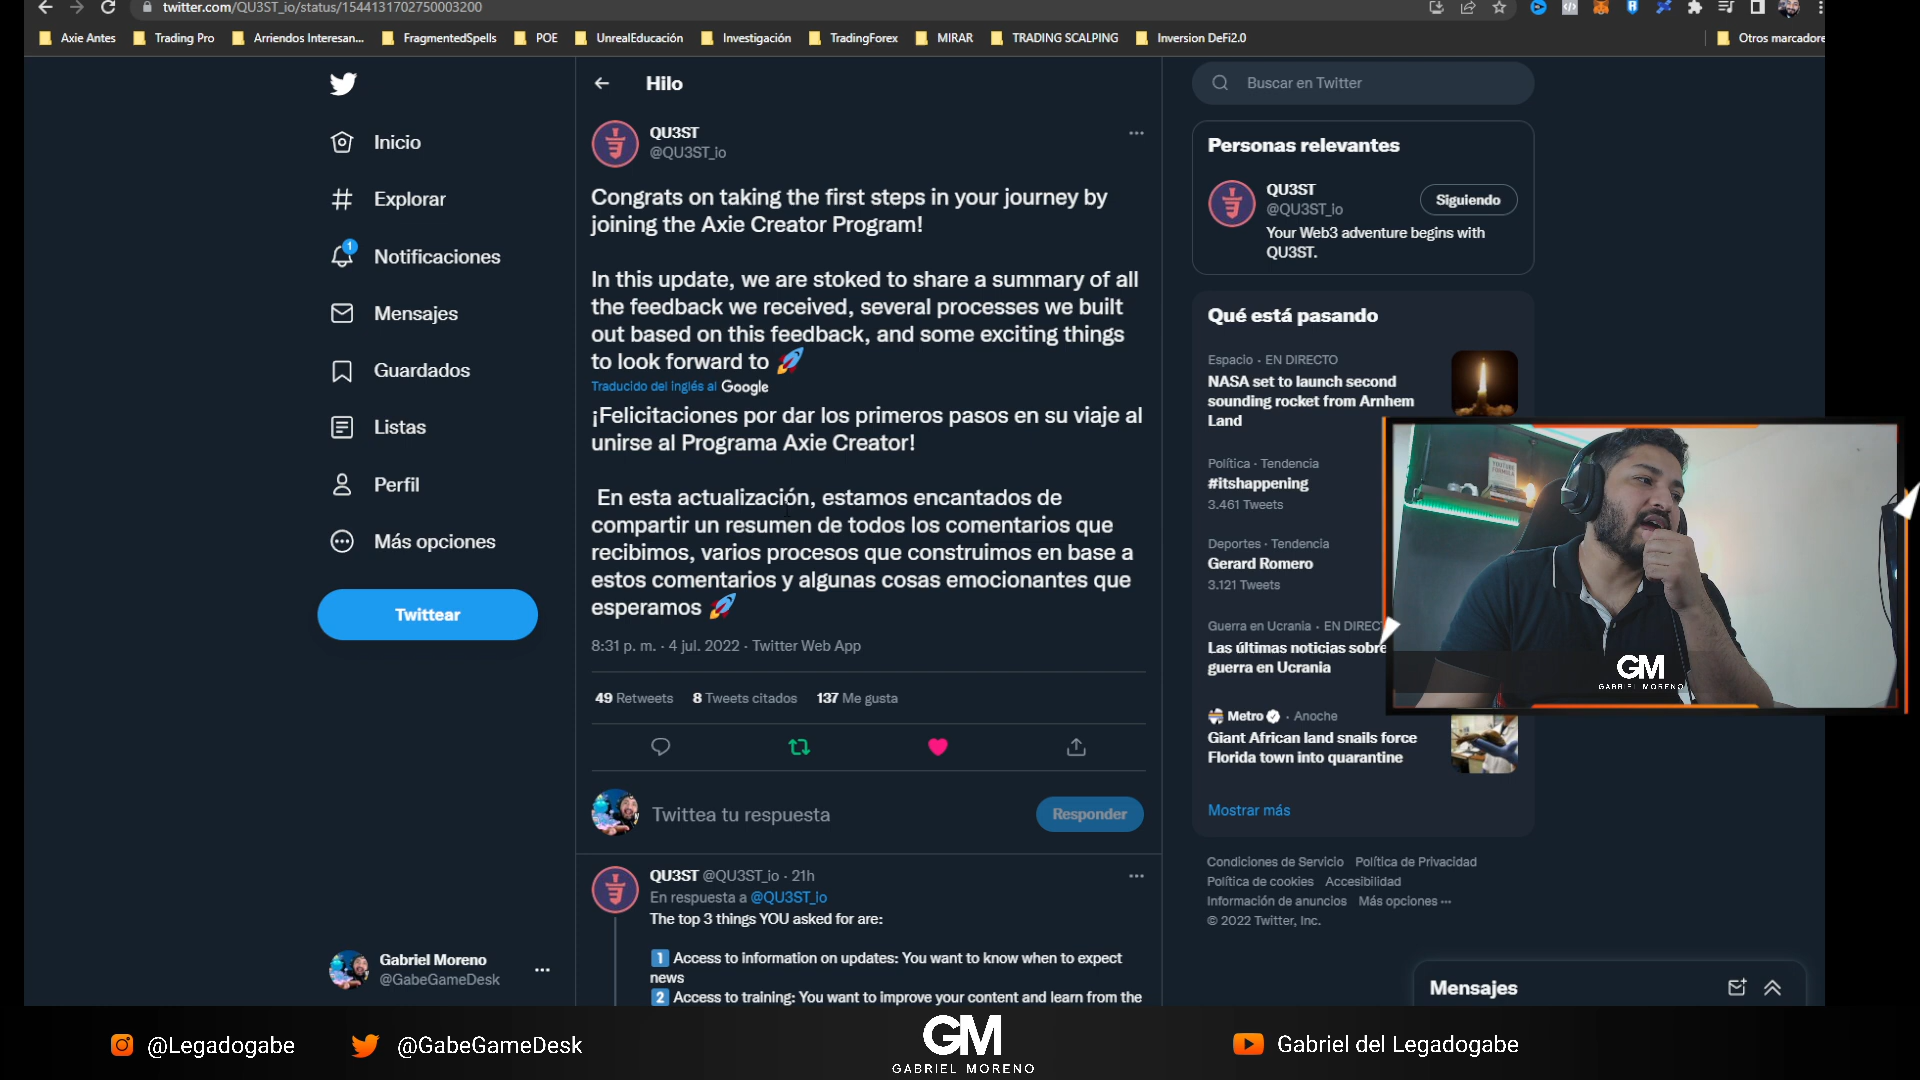 twitter.com/QU3ST_io/status/1544131702750003200
Axie Antes
Trading Pro
Arriendos Interesan...
FragmentedSpells
POE
UnrealEducación
Investigación
TradingForex
MIRAR
TRADING SCALPING
Inversion DeFi2.0
Otros marcadore
Inicio
Explorar
1
Notificaciones
Mensajes
Guardados
Listas
Perfil
Más opciones
Twittear
Gabriel Moreno
@GabeGameDesk
Hilo
QU3ST
@QU3ST_io
Congrats on taking the first steps in your journey by
joining the Axie Creator Program!
In this update, we are stoked to share a summary of all
the feedback we received, several processes we built
out based on this feedback, and some exciting things
to look forward to 🚀
Traducido del inglés al Google
¡Felicitaciones por dar los primeros pasos en su viaje al
unirse al Programa Axie Creator!
En esta actualización, estamos encantados de
compartir un resumen de todos los comentarios que
recibimos, varios procesos que construimos en base a
estos comentarios y algunas cosas emocionantes que
esperamos 🚀
8:31 p. m. · 4 jul. 2022 · Twitter Web App
49 Retweets 8 Tweets citados 137 Me gusta
Twittea tu respuesta
Responder
QU3ST @QU3ST_io · 21h
En respuesta a @QU3ST_io
The top 3 things YOU asked for are:
1 Access to information on updates: You want to know when to expect
news
2 Access to training: You want to improve your content and learn from the
Buscar en Twitter
Personas relevantes
QU3ST
@QU3ST_io
Siguiendo
Your Web3 adventure begins with
QU3ST.
Qué está pasando
Espacio · EN DIRECTO
NASA set to launch second
sounding rocket from Arnhem
Land
Política · Tendencia
#itshappening
3.461 Tweets
Deportes · Tendencia
Gerard Romero
3.121 Tweets
Guerra en Ucrania · EN DIREC
Las últimas noticias sobre
guerra en Ucrania
Metro · Anoche
Giant African land snails force
Florida town into quarantine
Mostrar más
Condiciones de Servicio Política de Privacidad
Política de cookies Accesibilidad
Información de anuncios Más opciones ···
© 2022 Twitter, Inc.
Mensajes
YOUTUBE
FORMULA
GM
GABRIEL MORENO
@Legadogabe
@GabeGameDesk
GM
GABRIEL MORENO
Gabriel del Legadogabe